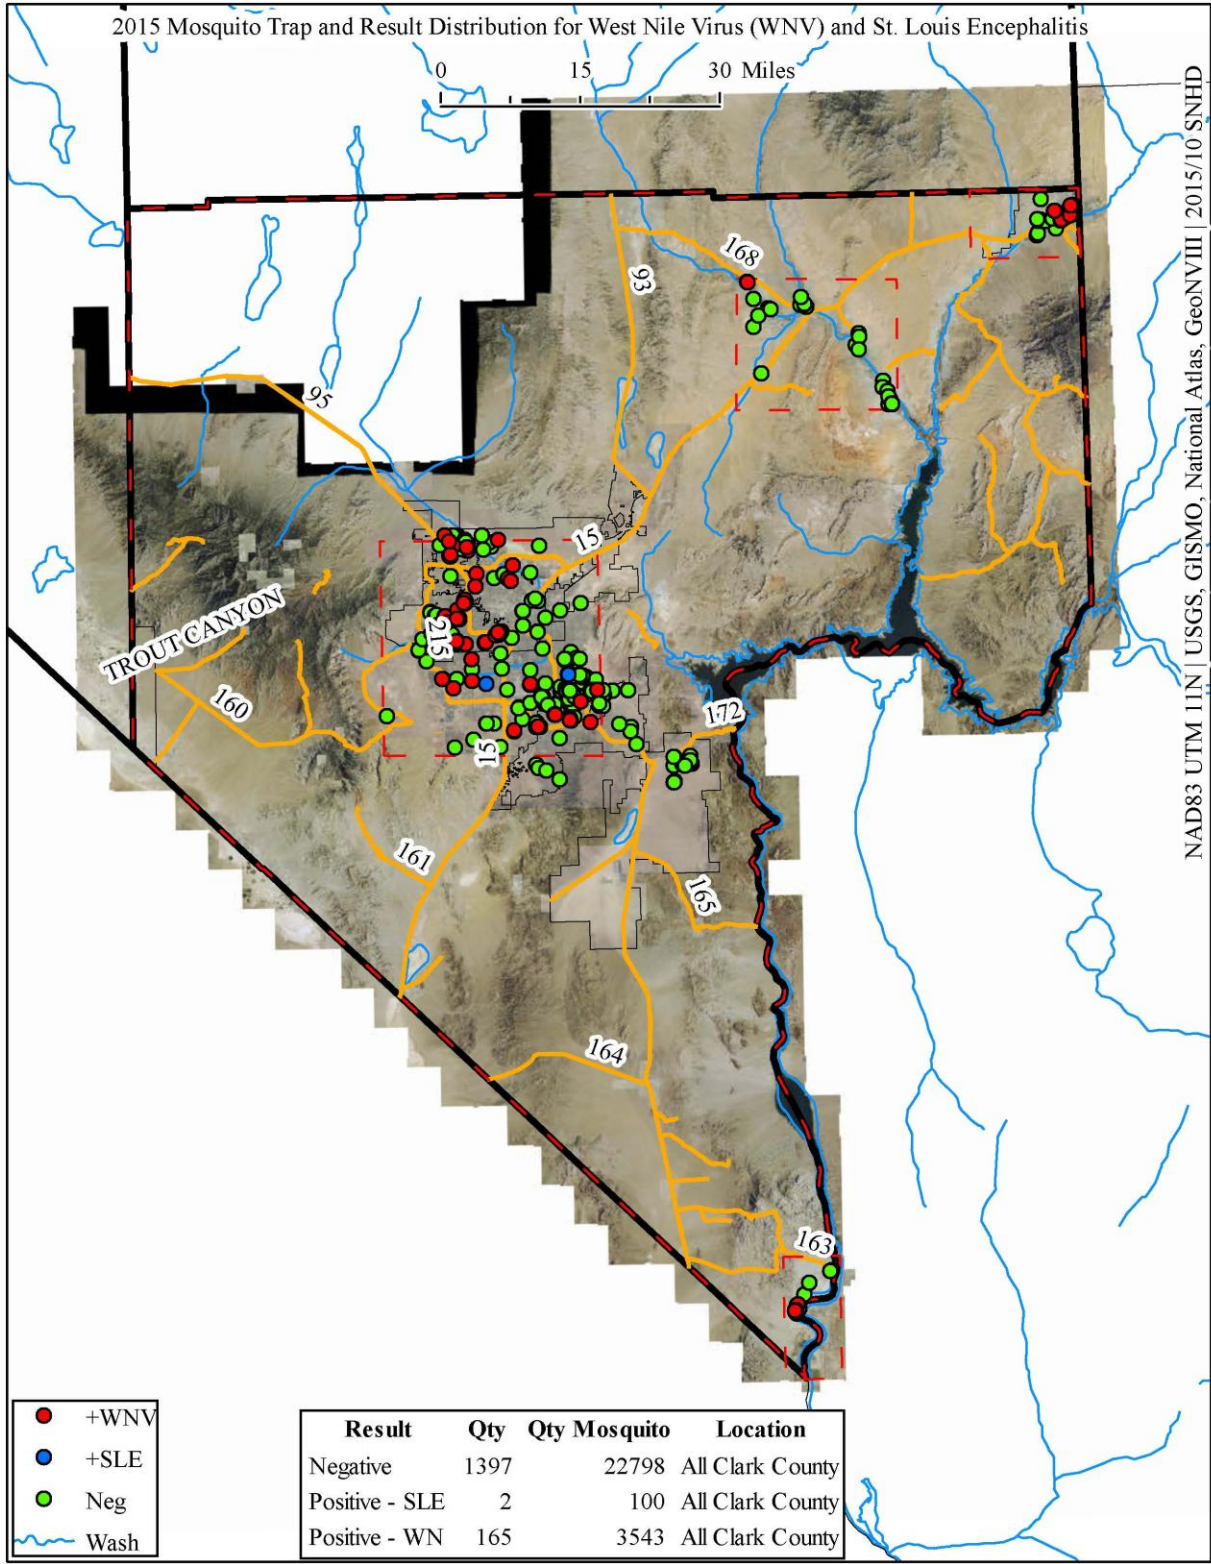 2015 Mosquito Trap and Result Distribution for West Nile Virus (WNV) and St. Louis Encephalitis
0 15 30 Miles
NAD83 UTM 11N | USGS, GISMO, National Atlas, GeoNVIII | 2015/10 SNHD
168
93
95
15
TROUT CANYON
215
160
172
15
161
165
164
163
+WNV
+SLE
Neg
Wash
Result Qty Qty Mosquito Location
Negative 1397 22798 All Clark County
Positive - SLE 2 100 All Clark County
Positive - WN 165 3543 All Clark County